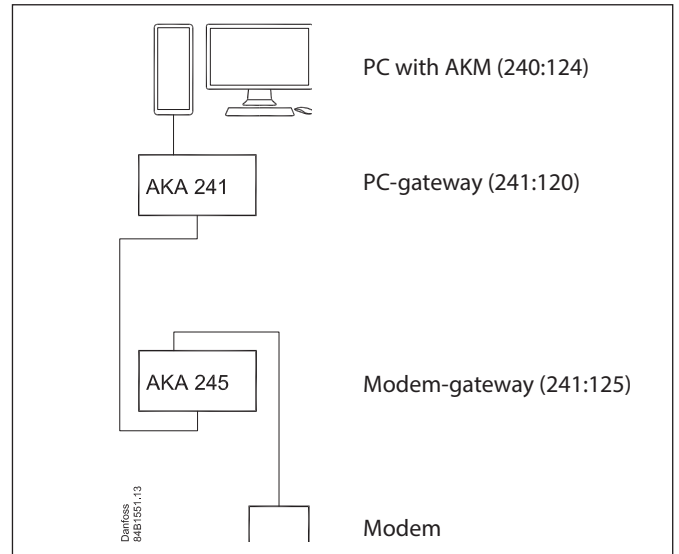 PC with AKM (240:124)
AKA 241
PC-gateway (241:120)
AKA 245
Modem-gateway (241:125)
Danfoss
84B1551.13
Modem